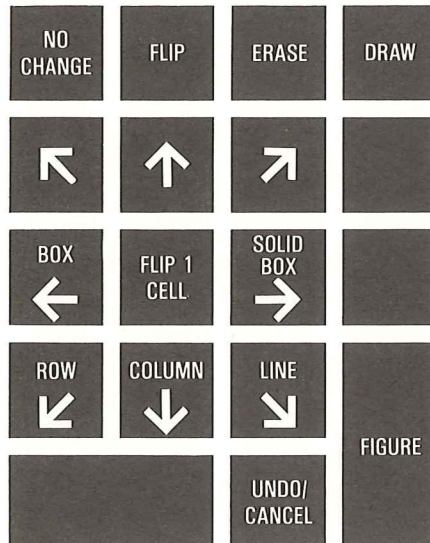 NO
CHANGE
FLIP
ERASE
DRAW
BOX
FLIP 1
CELL
SOLID
BOX
ROW
COLUMN
LINE
FIGURE
UNDO/
CANCEL